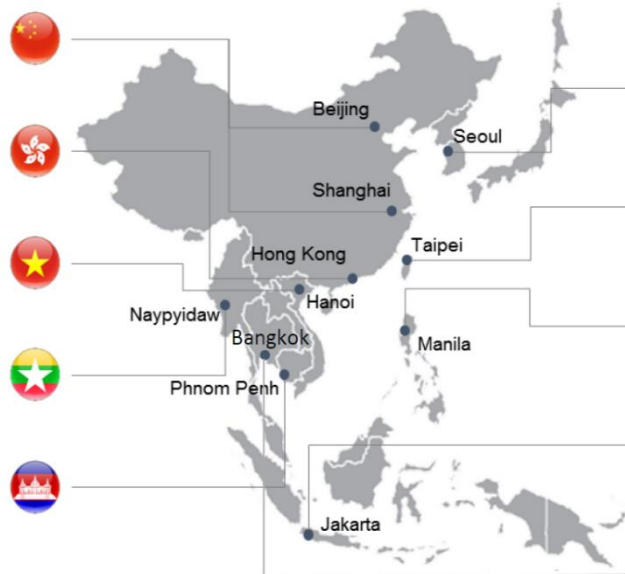 Beijing
Seoul
Shanghai
Taipei
Hong Kong
Hanoi
Naypyidaw
Bangkok
Manila
Phnom Penh
Jakarta